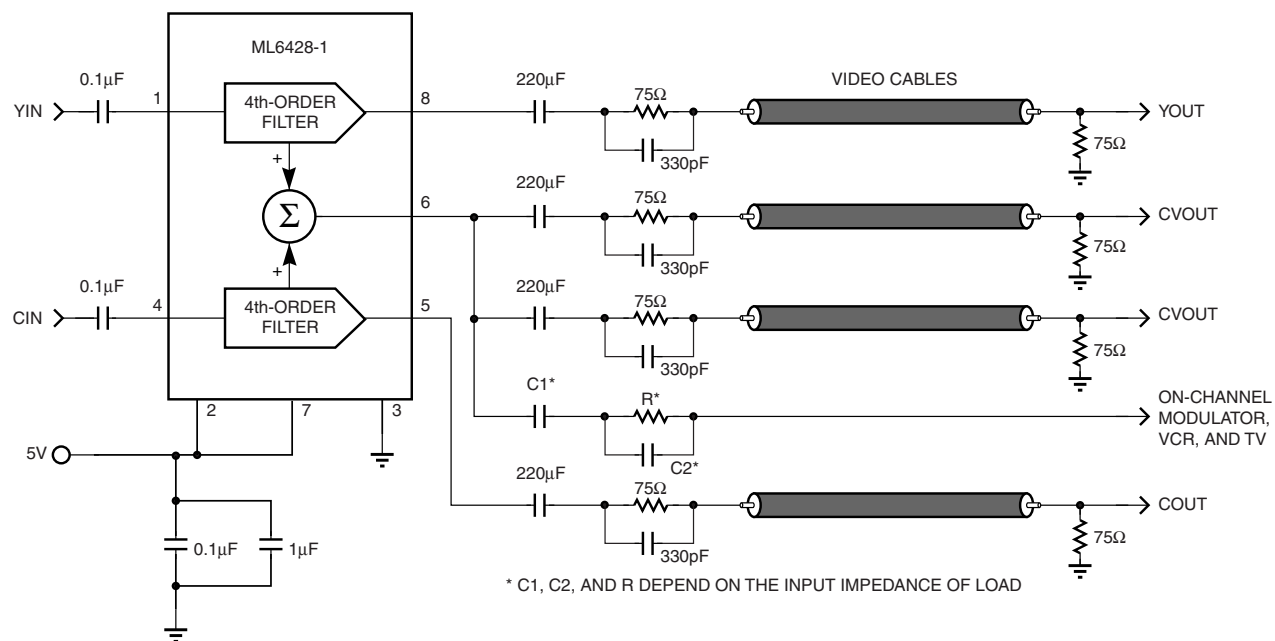 ML6428-1
0.1μF
220μF
75Ω
VIDEO CABLES
YIN
1
4th-ORDER
FILTER
8
YOUT
330pF
75Ω
+
220μF
75Ω
Σ
6
CVOUT
330pF
75Ω
+
0.1μF
220μF
75Ω
CIN
4
4th-ORDER
FILTER
5
CVOUT
330pF
75Ω
C1*
R*
ON-CHANNEL
MODULATOR,
VCR, AND TV
2
7
3
5V
C2*
220μF
75Ω
COUT
0.1μF
1μF
330pF
75Ω
* C1, C2, AND R DEPEND ON THE INPUT IMPEDANCE OF LOAD